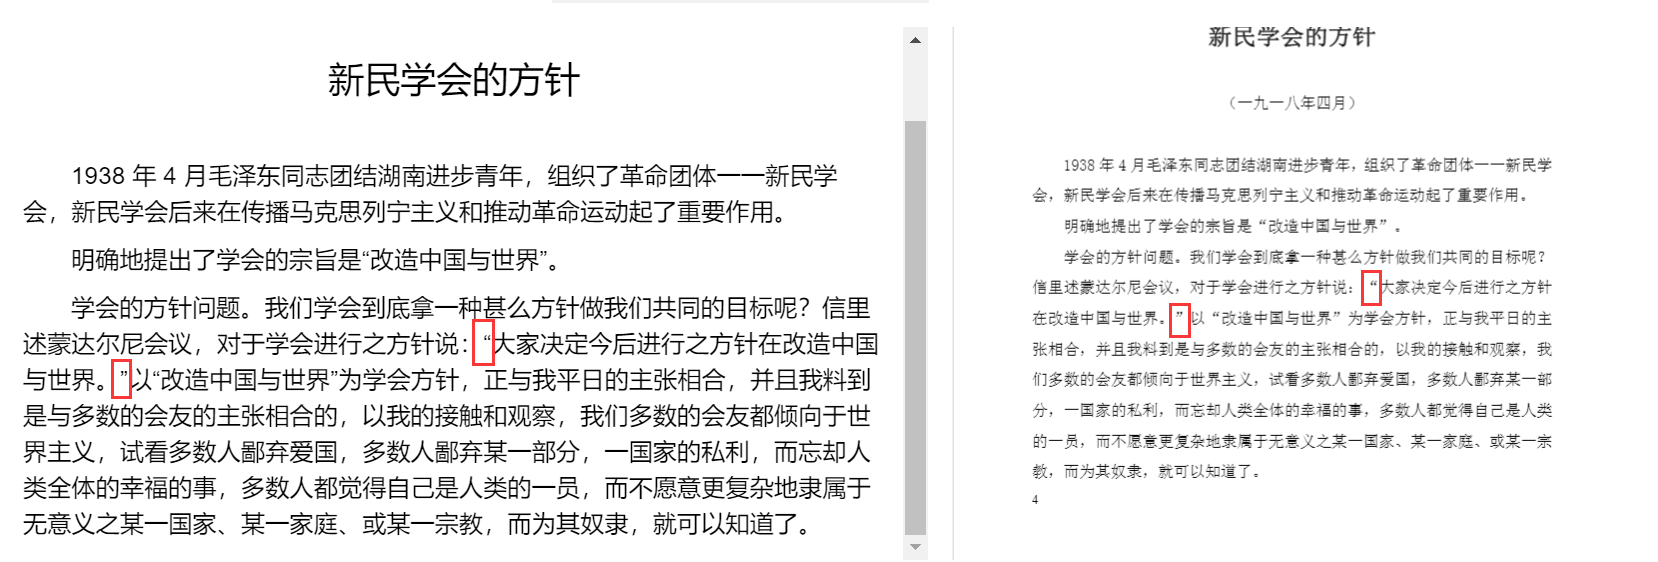 新民学会的方针
1938 年 4 月毛泽东同志团结湖南进步青年，组织了革命团体一一新民学
会，新民学会后来在传播马克思列宁主义和推动革命运动起了重要作用。
明确地提出了学会的宗旨是“改造中国与世界”。
学会的方针问题。我们学会到底拿一种甚么方针做我们共同的目标呢？信里
述蒙达尔尼会议，对于学会进行之方针说：“大家决定今后进行之方针在改造中国
与世界。”以“改造中国与世界”为学会方针，正与我平日的主张相合，并且我料到
是与多数的会友的主张相合的，以我的接触和观察，我们多数的会友都倾向于世
界主义，试看多数人鄙弃爱国，多数人鄙弃某一部分，一国家的私利，而忘却人
类全体的幸福的事，多数人都觉得自己是人类的一员，而不愿意更复杂地隶属于
无意义之某一国家、某一家庭、或某一宗教，而为其奴隶，就可以知道了。
新民学会的方针
（一九一八年四月）
1938 年 4 月毛泽东同志团结湖南进步青年，组织了革命团体一一新民学
会，新民学会后来在传播马克思列宁主义和推动革命运动起了重要作用。
明确地提出了学会的宗旨是“改造中国与世界”。
学会的方针问题。我们学会到底拿一种甚么方针做我们共同的目标呢？
信里述蒙达尔尼会议，对于学会进行之方针说：“大家决定今后进行之方针
在改造中国与世界。”以“改造中国与世界”为学会方针，正与我平日的主
张相合，并且我料到是与多数的会友的主张相合的，以我的接触和观察，我
们多数的会友都倾向于世界主义，试看多数人鄙弃爱国，多数人鄙弃某一部
分，一国家的私利，而忘却人类全体的幸福的事，多数人都觉得自己是人类
的一员，而不愿意更复杂地隶属于无意义之某一国家、某一家庭、或某一宗
教，而为其奴隶，就可以知道了。
4